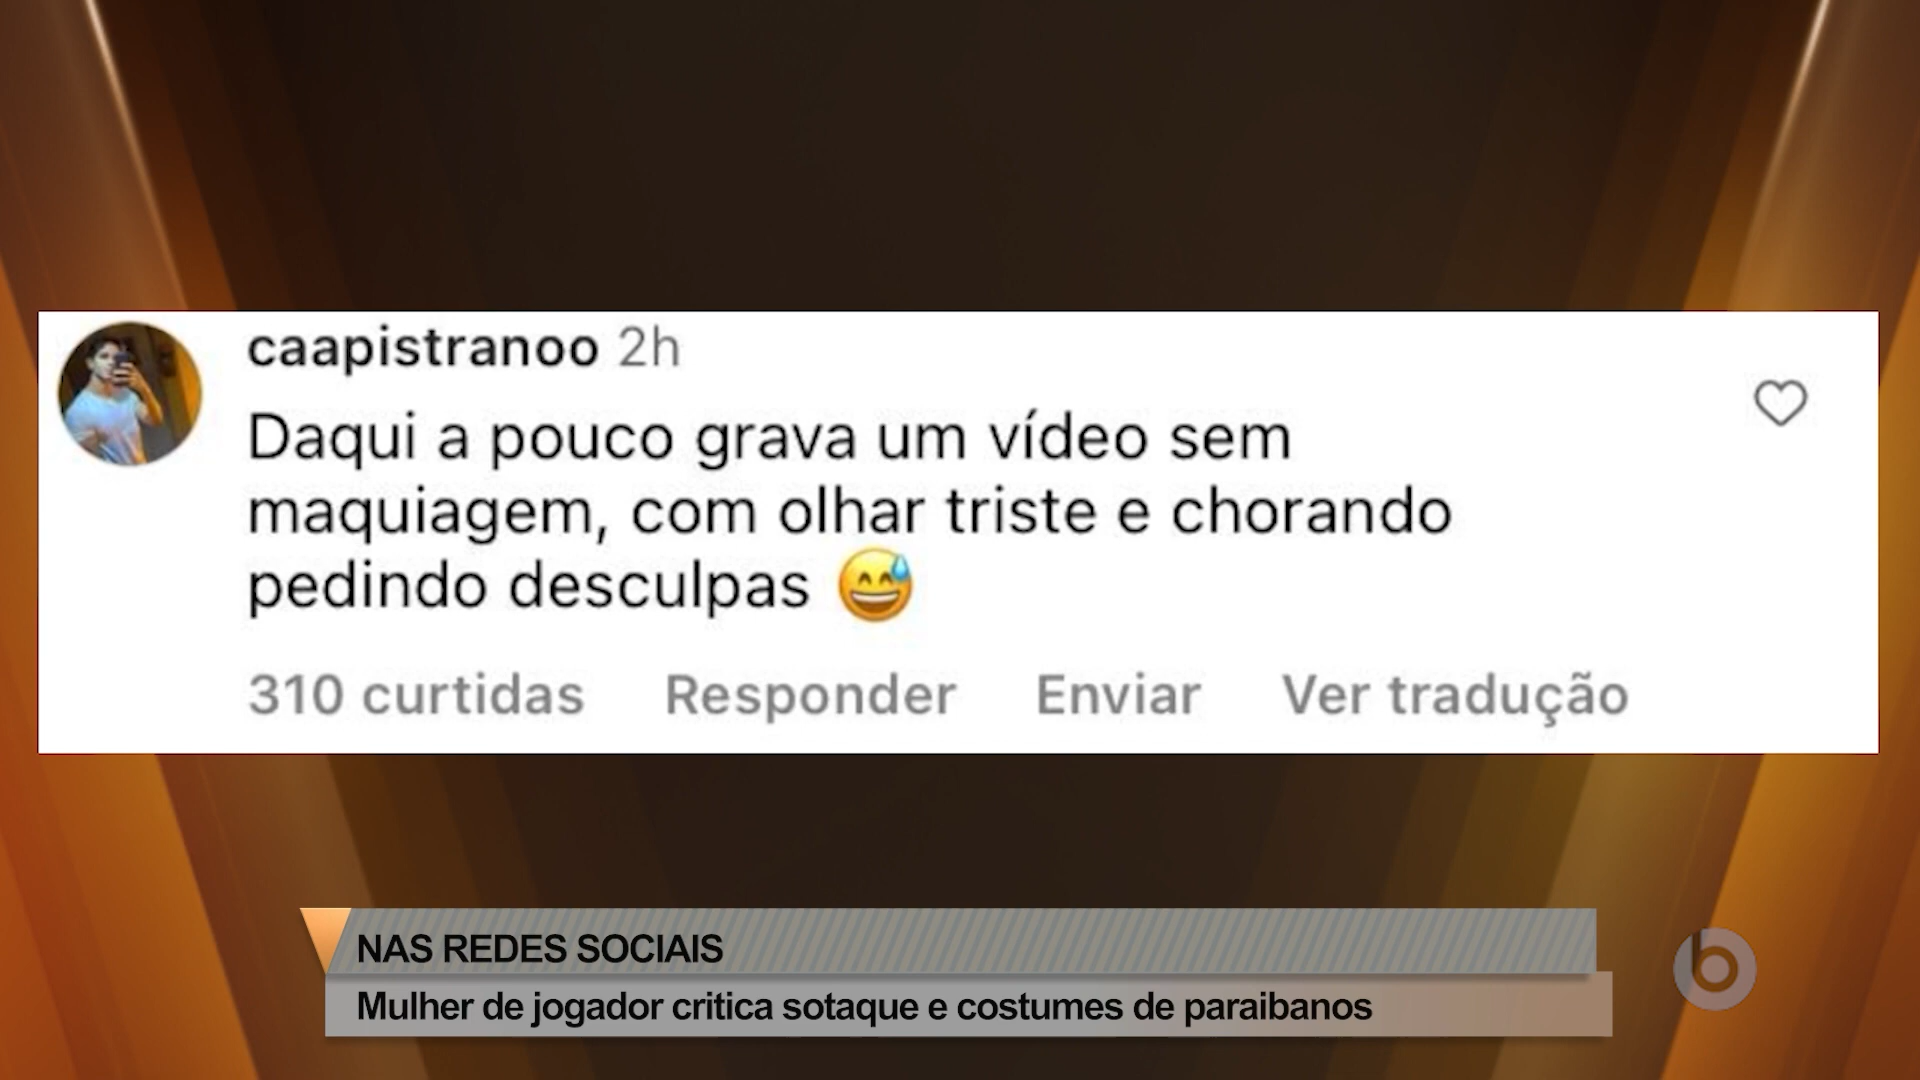 caapistranoo 2h
Daqui a pouco grava um vídeo sem
maquiagem, com olhar triste e chorando
pedindo desculpas 😅
310 curtidas Responder Enviar Ver tradução
NAS REDES SOCIAIS
Mulher de jogador critica sotaque e costumes de paraibanos
b